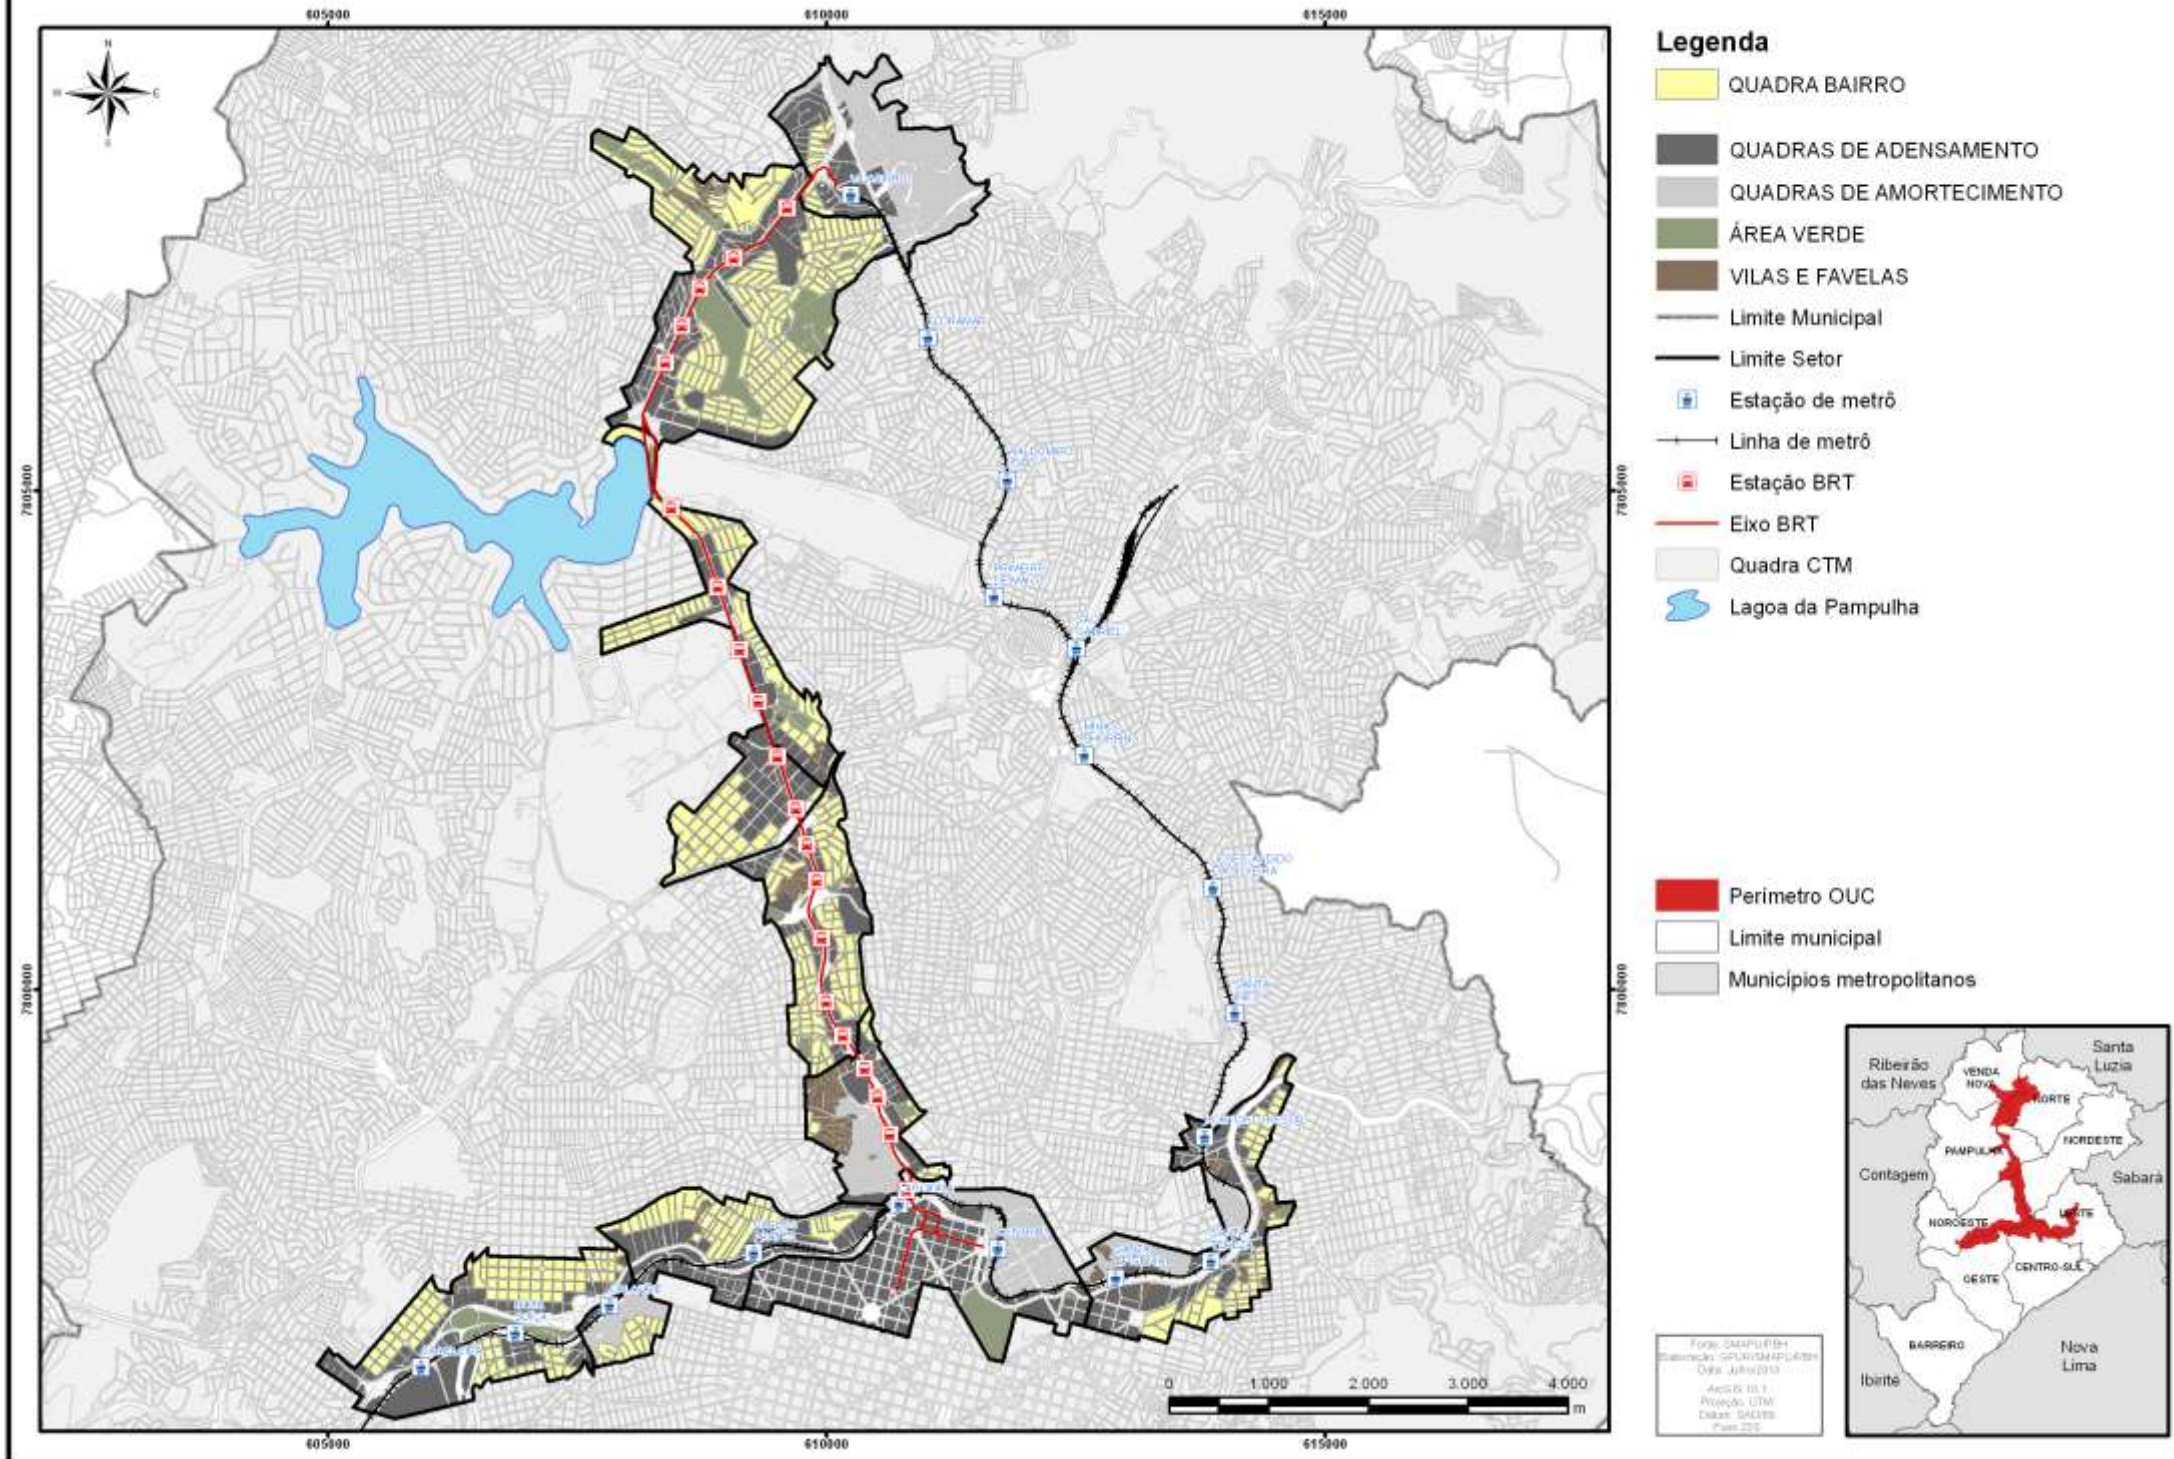 605000 610000 615000
N
W E
S
7805000 7805000
7800000 7800000
605000 610000 615000
0 1.000 2.000 3.000 4.000
m
Legenda
QUADRA BAIRRO
QUADRAS DE ADENSAMENTO
QUADRAS DE AMORTECIMENTO
ÁREA VERDE
VILAS E FAVELAS
Limite Municipal
Limite Setor
Estação de metrô
Linha de metrô
Estação BRT
Eixo BRT
Quadra CTM
Lagoa da Pampulha
Perímetro OUC
Limite municipal
Municípios metropolitanos
Ribeirão
das Neves
Santa
Luzia
VENDA
NOVA
NORTE
NORDESTE
PAMPULHA
Contagem
Sabará
NOROESTE
LESTE
CENTRO-SUL
OESTE
BARREIRO
Nova
Lima
Ibirité